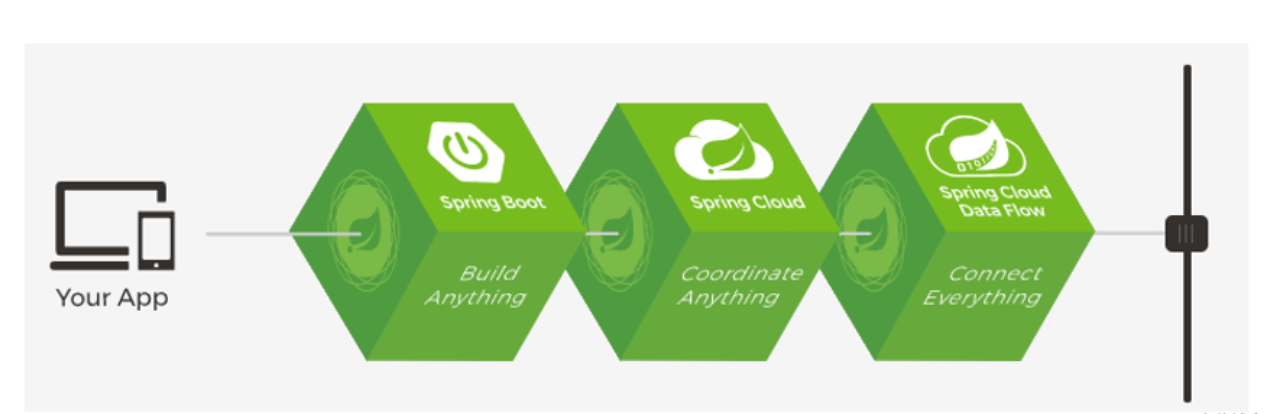 Your App
Spring Boot
Build
Anything
Spring Cloud
Coordinate
Anything
Spring Cloud
Data Flow
Connect
Everything